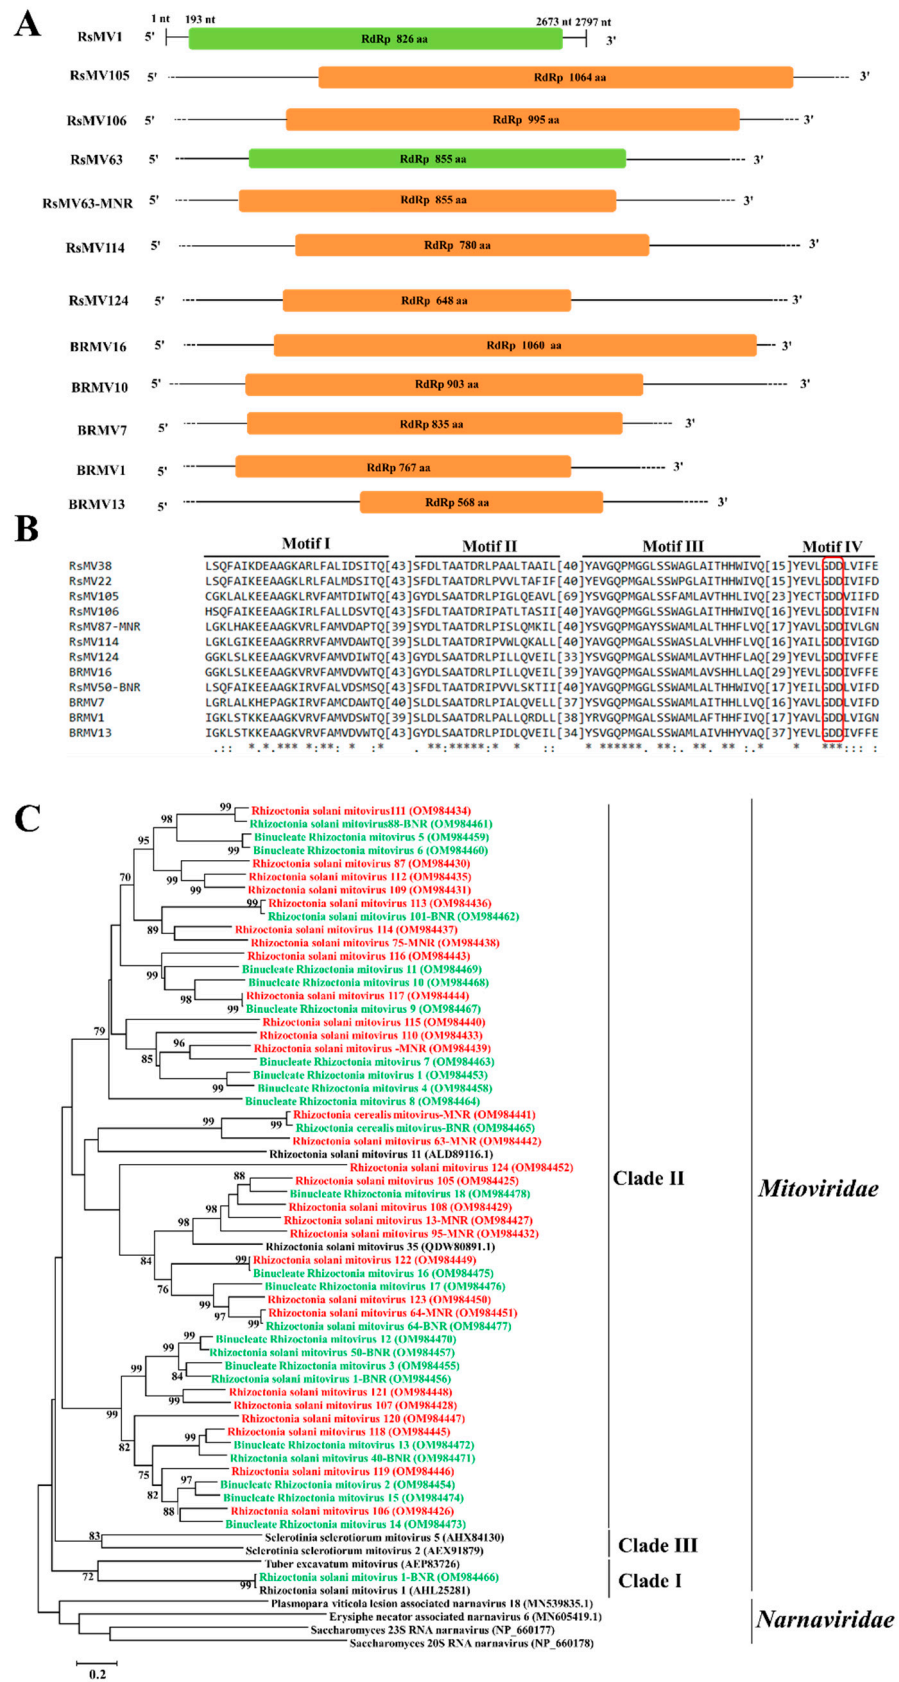 A
1 nt 193 nt 2673 nt 2797 nt
RsMV1 5' RdRp 826 aa 3'
RsMV105 5' RdRp 1064 aa 3'
RsMV106 5' RdRp 995 aa 3'
RsMV63 5' RdRp 855 aa 3'
RsMV63-MNR 5' RdRp 855 aa 3'
RsMV114 5' RdRp 780 aa 3'
RsMV124 5' RdRp 648 aa 3'
BRMV16 5' RdRp 1060 aa 3'
BRMV10 5' RdRp 903 aa 3'
BRMV7 5' RdRp 835 aa 3'
BRMV1 5' RdRp 767 aa 3'
BRMV13 5' RdRp 568 aa 3'
B
Motif I Motif II Motif III Motif IV
RsMV38 LSQFAIKDEAAGKARLFALIDSITQ[43]SFDLTAATDRLPAALTAAIL[40]YAVGQPMGGLSSWAGLAITHHWIVQ[15]YEVLGDDLVIFE
RsMV22 LSQFAIKEEAAGKLRLFALMDSITQ[43]SFDLTAATDRLPVVLTAFIF[40]YAVGQPMGGLSSWPGLAITHHWIVQ[15]YEVLGDDIVIFD
RsMV105 CGKLALKEEAAGKVRVFAMTDIWTQ[43]GYDLSAATDRLPIGLQEAVL[69]YSVGQPMGALSSFAMLAVTHHLIVQ[23]YECTGDDVIIFD
RsMV106 HSQFAIKEEAAGKIRLFALLDSVTQ[43]SYDLTAATDRIPATLTASII[40]YAVGQPMGGLSSWAGLAITHHWIVQ[15]YEVLGDDIVIFN
RsMV87-MNR LGKLHAKEEAAGKVRVFAMVDAPTQ[39]SYDLSAATDRLPISLQMKIL[40]YSVGQPMGAYSSWAMLALTHHFLVQ[17]YAVLGDDIVLGN
RsMV114 LGKLGIKEEAAGKRRVFAMVDAWTQ[39]SLDLTAATDRIPVWLQKALL[40]YAVGQPMGALSSWASLAITHHFIVQ[16]YAILGDDIVIGD
RsMV124 GGKLSLKEEAAGKVRVFAMVDIWTQ[43]GYDLSAATDRLPILLQVEIL[33]YSVGQPMGALSSWAMLAVSHHFLAQ[29]YEVLGDDIVFFE
BRMV16 GGKLSIKEEAAGKVRVFAMVDVWTQ[43]GYDLSAATDRLPILLQVEIL[39]YSVGQPMGALSSWAMLAVSHHLLAQ[29]YEVLGDDIVFFE
RsMV50-BNR LSQFAIKEEAAGKIRVFALVDSMSQ[43]SFDLTAATDRIPVVLSKTII[40]YAVGQPMGGLSSWAMLALTHHWIVQ[17]YEILGDDLVIFD
BRMV7 LGRLALKHEPAGKIRVFAMCDAWTQ[40]SLDLSAATDRLPIALQVEIL[37]YSVGQPMGALSSWAMLALTHHLIVQ[16]YAVLGDDLVIFD
BRMV1 IGKLSTKKEAAGKVRVFAMVDVWSQ[39]SLDLSAATDRLPALLQRDLL[38]YRVGQPMGALSSWAMLAFTHHFIVQ[17]YAVLGDDLVIGN
BRMV13 IGKLSTKKEAAGKVRVFAMVDVWTQ[43]GYDLSAATDRLPIDLQVEIL[34]YSVGQPMGALSSWAMLAIVHHYVAQ[37]YEVLGDDIVFFE
C
Rhizoctonia solani mitovirus111 (OM984434)
Rhizoctonia solani mitovirus88-BNR (OM984461)
Binucleate Rhizoctonia mitovirus 5 (OM984459)
Binucleate Rhizoctonia mitovirus 6 (OM984460)
Rhizoctonia solani mitovirus 87 (OM984430)
Rhizoctonia solani mitovirus 112 (OM984435)
Rhizoctonia solani mitovirus 109 (OM984431)
Rhizoctonia solani mitovirus 113 (OM984436)
Rhizoctonia solani mitovirus 101-BNR (OM984462)
Rhizoctonia solani mitovirus 114 (OM984437)
Rhizoctonia solani mitovirus 75-MNR (OM984438)
Rhizoctonia solani mitovirus 116 (OM984443)
Binucleate Rhizoctonia mitovirus 11 (OM984469)
Binucleate Rhizoctonia mitovirus 10 (OM984468)
Rhizoctonia solani mitovirus 117 (OM984444)
Binucleate Rhizoctonia mitovirus 9 (OM984467)
Rhizoctonia solani mitovirus 115 (OM984440)
Rhizoctonia solani mitovirus 110 (OM984433)
Rhizoctonia solani mitovirus -MNR (OM984439)
Binucleate Rhizoctonia mitovirus 7 (OM984463)
Binucleate Rhizoctonia mitovirus 1 (OM984453)
Binucleate Rhizoctonia mitovirus 4 (OM984458)
Binucleate Rhizoctonia mitovirus 8 (OM984464)
Rhizoctonia cerealis mitovirus-MNR (OM984441)
Rhizoctonia cerealis mitovirus-BNR (OM984465)
Rhizoctonia solani mitovirus 63-MNR (OM984442)
Rhizoctonia solani mitovirus 11 (ALD89116.1)
Rhizoctonia solani mitovirus 124 (OM984452)
Rhizoctonia solani mitovirus 105 (OM984425)
Binucleate Rhizoctonia mitovirus 18 (OM984478)
Rhizoctonia solani mitovirus 108 (OM984429)
Rhizoctonia solani mitovirus 13-MNR (OM984427)
Rhizoctonia solani mitovirus 95-MNR (OM984432)
Rhizoctonia solani mitovirus 35 (QDW80891.1)
Rhizoctonia solani mitovirus 122 (OM984449)
Binucleate Rhizoctonia mitovirus 16 (OM984475)
Binucleate Rhizoctonia mitovirus 17 (OM984476)
Rhizoctonia solani mitovirus 123 (OM984450)
Rhizoctonia solani mitovirus 64-MNR (OM984451)
Rhizoctonia solani mitovirus 64-BNR (OM984477)
Binucleate Rhizoctonia mitovirus 12 (OM984470)
Rhizoctonia solani mitovirus 50-BNR (OM984457)
Binucleate Rhizoctonia mitovirus 3 (OM984455)
Rhizoctonia solani mitovirus 1-BNR (OM984456)
Rhizoctonia solani mitovirus 121 (OM984448)
Rhizoctonia solani mitovirus 107 (OM984428)
Rhizoctonia solani mitovirus 120 (OM984447)
Rhizoctonia solani mitovirus 118 (OM984445)
Binucleate Rhizoctonia mitovirus 13 (OM984472)
Rhizoctonia solani mitovirus 40-BNR (OM984471)
Rhizoctonia solani mitovirus 119 (OM984446)
Binucleate Rhizoctonia mitovirus 2 (OM984454)
Binucleate Rhizoctonia mitovirus 15 (OM984474)
Rhizoctonia solani mitovirus 106 (OM984426)
Binucleate Rhizoctonia mitovirus 14 (OM984473)
Sclerotinia sclerotiorum mitovirus 5 (AHX84130)
Sclerotinia sclerotiorum mitovirus 2 (AEX91879)
Tuber excavatum mitovirus (AEP83726)
Rhizoctonia solani mitovirus 1-BNR (OM984466)
Rhizoctonia solani mitovirus 1 (AHL25281)
Plasmopara viticola lesion associated narnavirus 18 (MN539835.1)
Erysiphe necator associated narnavirus 6 (MN605419.1)
Saccharomyces 23S RNA narnavirus (NP_660177)
Saccharomyces 20S RNA narnavirus (NP_660178)
Clade II
Clade III
Clade I
Mitoviridae
Narnaviridae
0.2